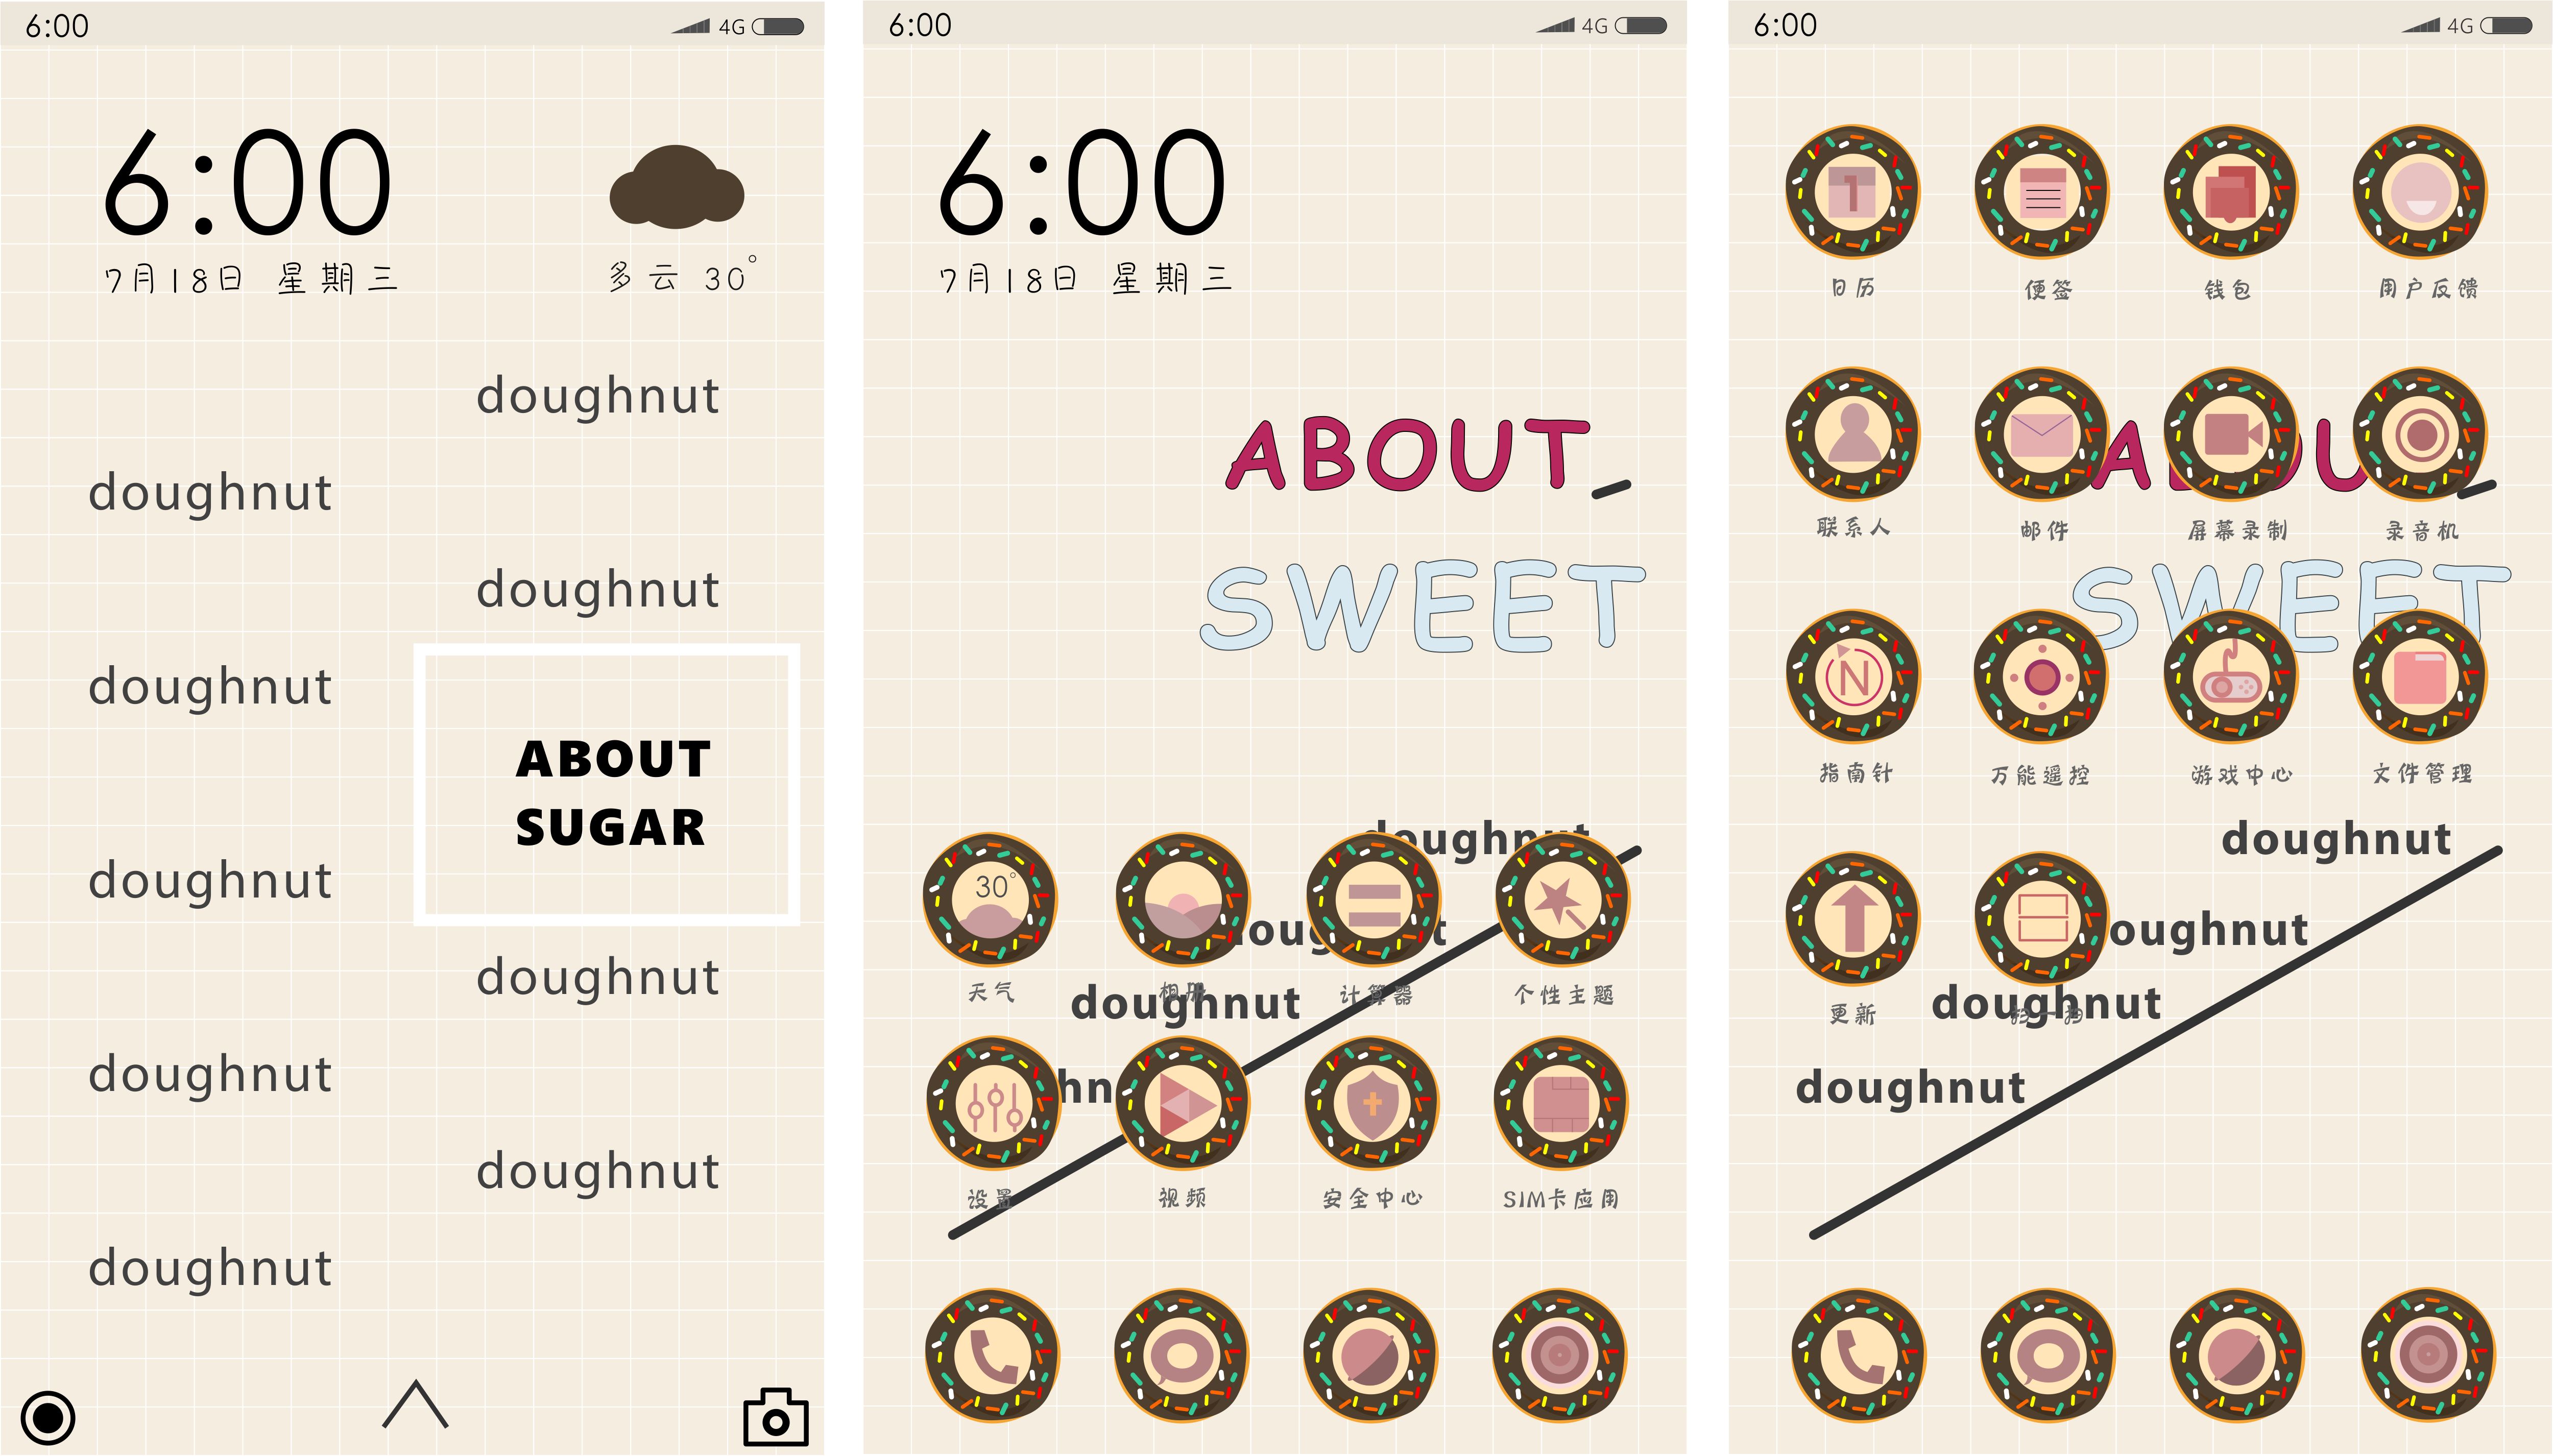 6:00 4G
6:00
7月18日 星期三
多云 30°
doughnut
doughnut
doughnut
doughnut
ABOUT
SUGAR
doughnut
doughnut
doughnut
doughnut
doughnut
6:00 4G
6:00
7月18日 星期三
ABOUT
SWEET
doughnut
30°
天气 相册 计算器 个性主题
doughnut
设置 视频 安全中心 SIM卡应用
6:00 4G
1
日历 便签 钱包 用户反馈
联系人 邮件 屏幕录制 录音机
SWEET
N
指南针 万能遥控 游戏中心 文件管理
doughnut
oughnut
doughnut
更新 扫一扫
doughnut